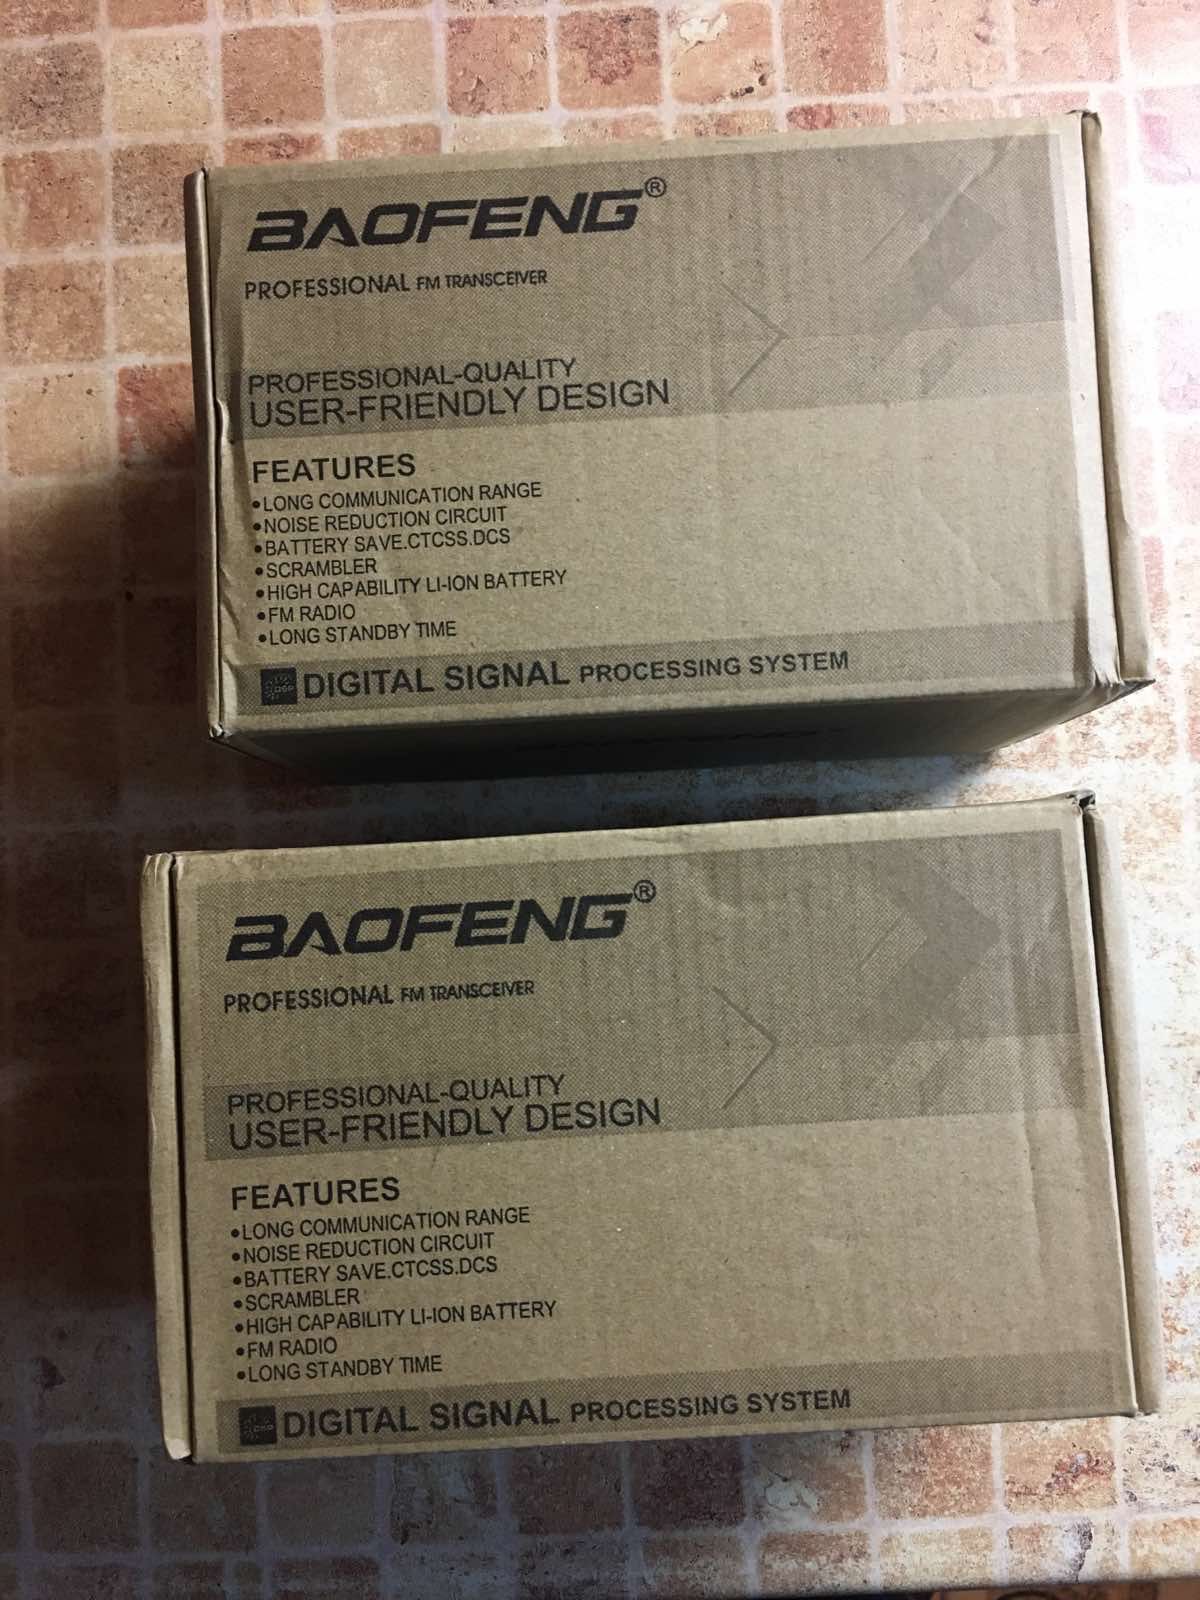 BAOFENG®
PROFESSIONAL FM TRANSCEIVER
PROFESSIONAL-QUALITY
USER-FRIENDLY DESIGN
FEATURES
•LONG COMMUNICATION RANGE
•NOISE REDUCTION CIRCUIT
•BATTERY SAVE.CTCSS.DCS
•SCRAMBLER
•HIGH CAPABILITY LI-ION BATTERY
•FM RADIO
•LONG STANDBY TIME
DIGITAL SIGNAL PROCESSING SYSTEM
BAOFENG®
PROFESSIONAL FM TRANSCEIVER
PROFESSIONAL-QUALITY
USER-FRIENDLY DESIGN
FEATURES
•LONG COMMUNICATION RANGE
•NOISE REDUCTION CIRCUIT
•BATTERY SAVE.CTCSS.DCS
•SCRAMBLER
•HIGH CAPABILITY LI-ION BATTERY
•FM RADIO
•LONG STANDBY TIME
DIGITAL SIGNAL PROCESSING SYSTEM